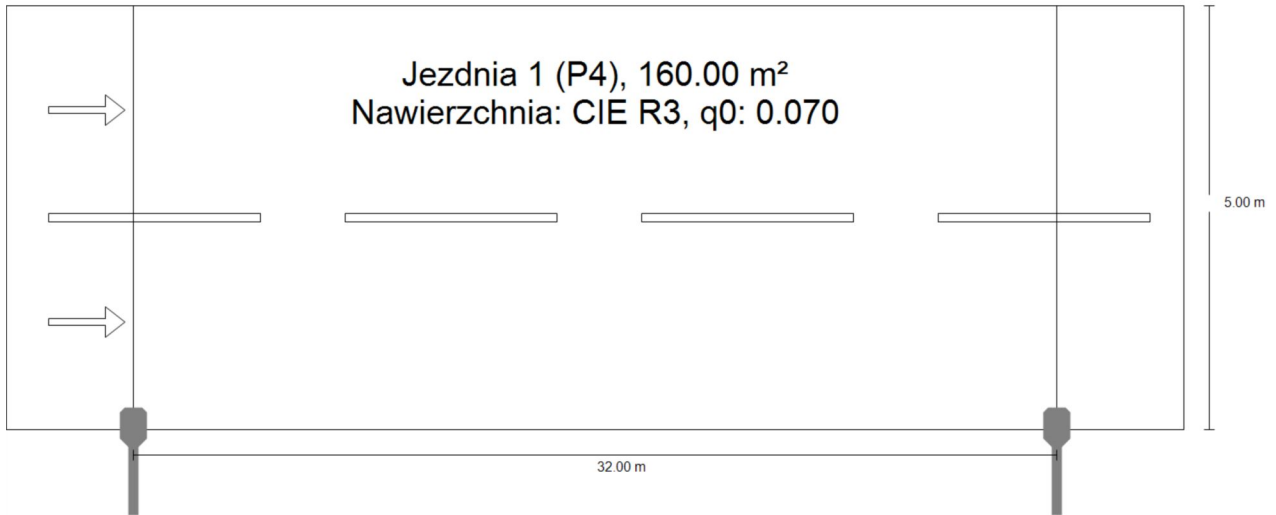 Jezdnia 1 (P4), 160.00 m²
Nawierzchnia: CIE R3, q0: 0.070
5.00 m
32.00 m